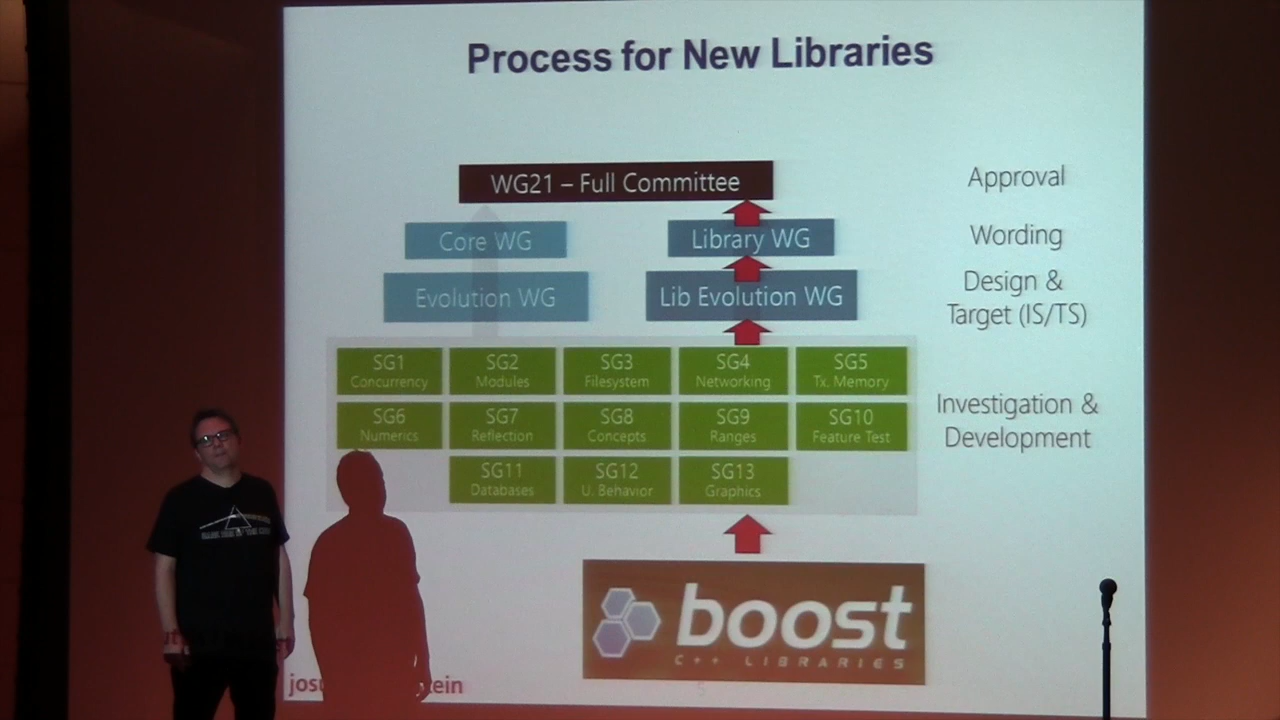 Process for New Libraries
WG21 – Full Committee
Approval
Core WG
Library WG
Wording
Evolution WG
Lib Evolution WG
Design &
Target (IS/TS)
SG1
Concurrency
SG2
Modules
SG3
Filesystem
SG4
Networking
SG5
Tx. Memory
SG6
Numerics
SG7
Reflection
SG8
Concepts
SG9
Ranges
SG10
Feature Test
Investigation &
Development
SG11
Databases
SG12
U. Behavior
SG13
Graphics
boost
C++ LIBRARIES
5